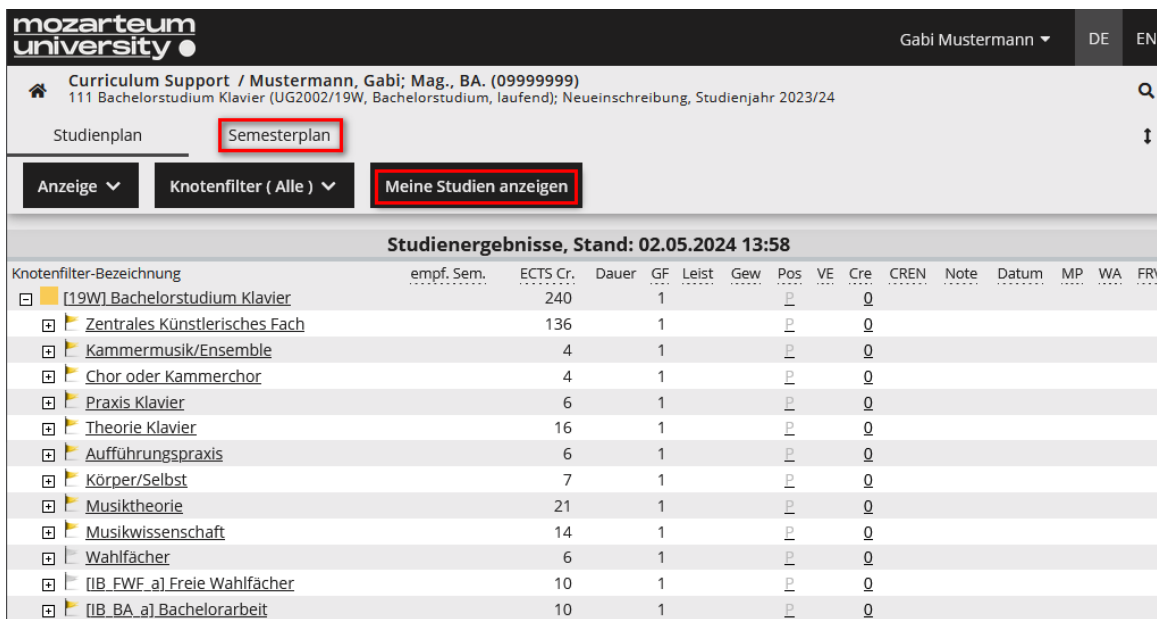 mozarteum
university
Gabi Mustermann DE EN
Curriculum Support / Mustermann, Gabi; Mag., BA. (09999999)
111 Bachelorstudium Klavier (UG2002/19W, Bachelorstudium, laufend); Neueinschreibung, Studienjahr 2023/24
Studienplan Semesterplan
Anzeige Knotenfilter ( Alle ) Meine Studien anzeigen
Studienergebnisse, Stand: 02.05.2024 13:58
Knotenfilter-Bezeichnung empf. Sem. ECTS Cr. Dauer GF Leist Gew Pos VE Cre CREN Note Datum MP WA FRV
[19W] Bachelorstudium Klavier 240 1 P 0
Zentrales Künstlerisches Fach 136 1 P 0
Kammermusik/Ensemble 4 1 P 0
Chor oder Kammerchor 4 1 P 0
Praxis Klavier 6 1 P 0
Theorie Klavier 16 1 P 0
Aufführungspraxis 6 1 P 0
Körper/Selbst 7 1 P 0
Musiktheorie 21 1 P 0
Musikwissenschaft 14 1 P 0
Wahlfächer 6 1 P 0
[IB_FWF_a] Freie Wahlfächer 10 1 P 0
[IB_BA_a] Bachelorarbeit 10 1 P 0